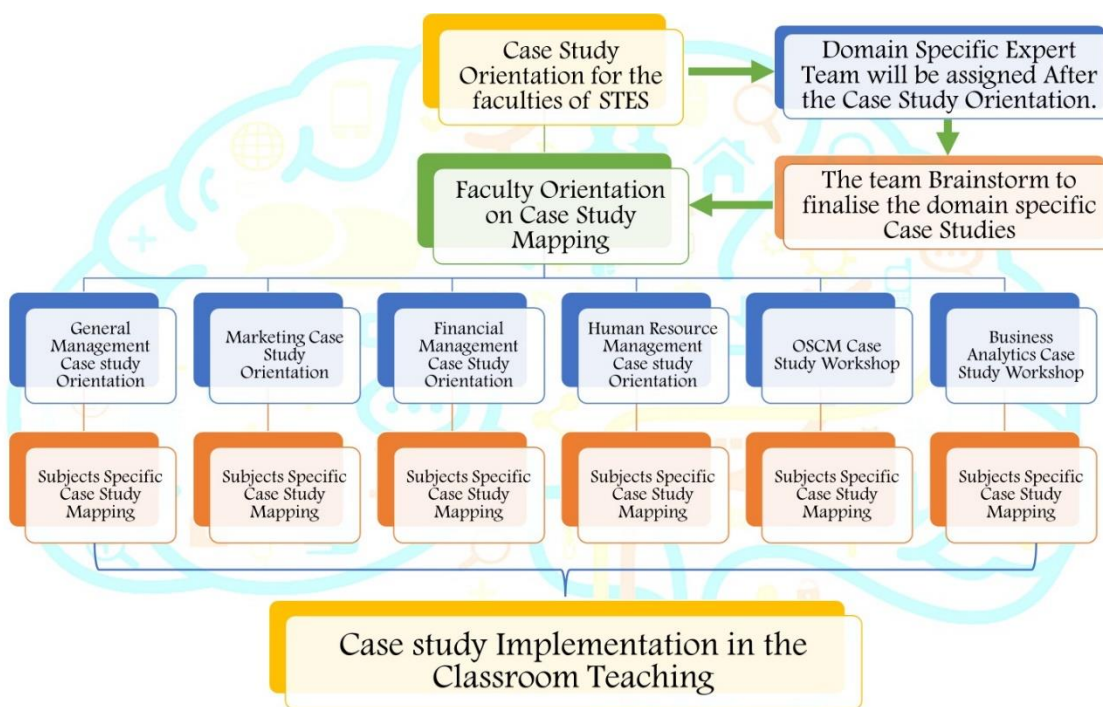 Case Study
Orientation for the
faculties of STES
Domain Specific Expert
Team will be assigned After
the Case Study Orientation.
Faculty Orientation
on Case Study
Mapping
The team Brainstorm to
finalise the domain specific
Case Studies
General
Management
Case study
Orientation
Marketing Case
Study
Orientation
Financial
Management
Case Study
Orientation
Human Resource
Management
Case study
Orientation
OSCM Case
Study Workshop
Business
Analytics Case
Study Workshop
Subjects Specific
Case Study
Mapping
Subjects Specific
Case Study
Mapping
Subjects Specific
Case Study
Mapping
Subjects Specific
Case Study
Mapping
Subjects Specific
Case Study
Mapping
Subjects Specific
Case Study
Mapping
Case study Implementation in the
Classroom Teaching